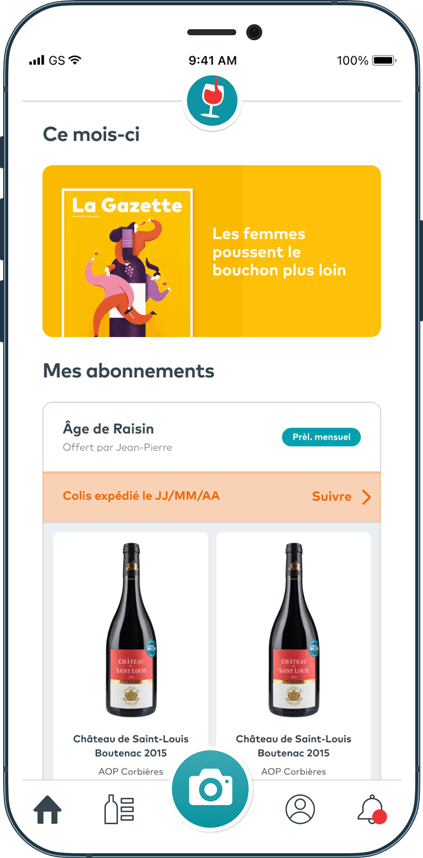 GS
9:41 AM
100%
Ce mois-ci
La Gazette
Les femmes
poussent le
bouchon plus loin
Mes abonnements
Âge de Raisin
Prél. mensuel
Offert par Jean-Pierre
Colis expédié le JJ/MM/AA
Suivre
CHÂTEAU
SAINT LOUIS
CHÂTEAU
SAINT LOUIS
Château de Saint-Louis
Boutenac 2015
AOP Corbières
Château de Saint-Louis
Boutenac 2015
AOP Corbières